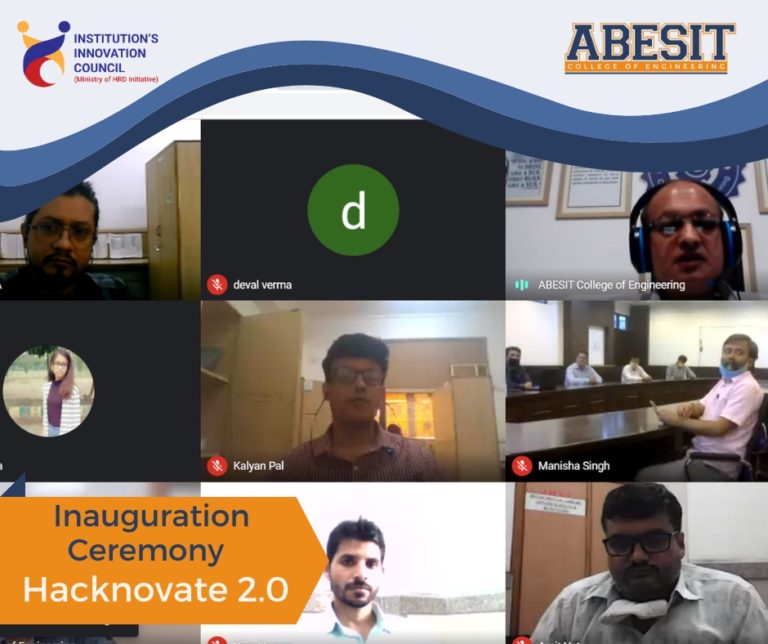 INSTITUTION'S
INNOVATION
COUNCIL
(Ministry of HRD Initiative)
ABESIT
COLLEGE OF ENGINEERING
d
deval verma
ABESIT College of Engineering
Kalyan Pal
Manisha Singh
Inauguration
Ceremony
Hacknovate 2.0